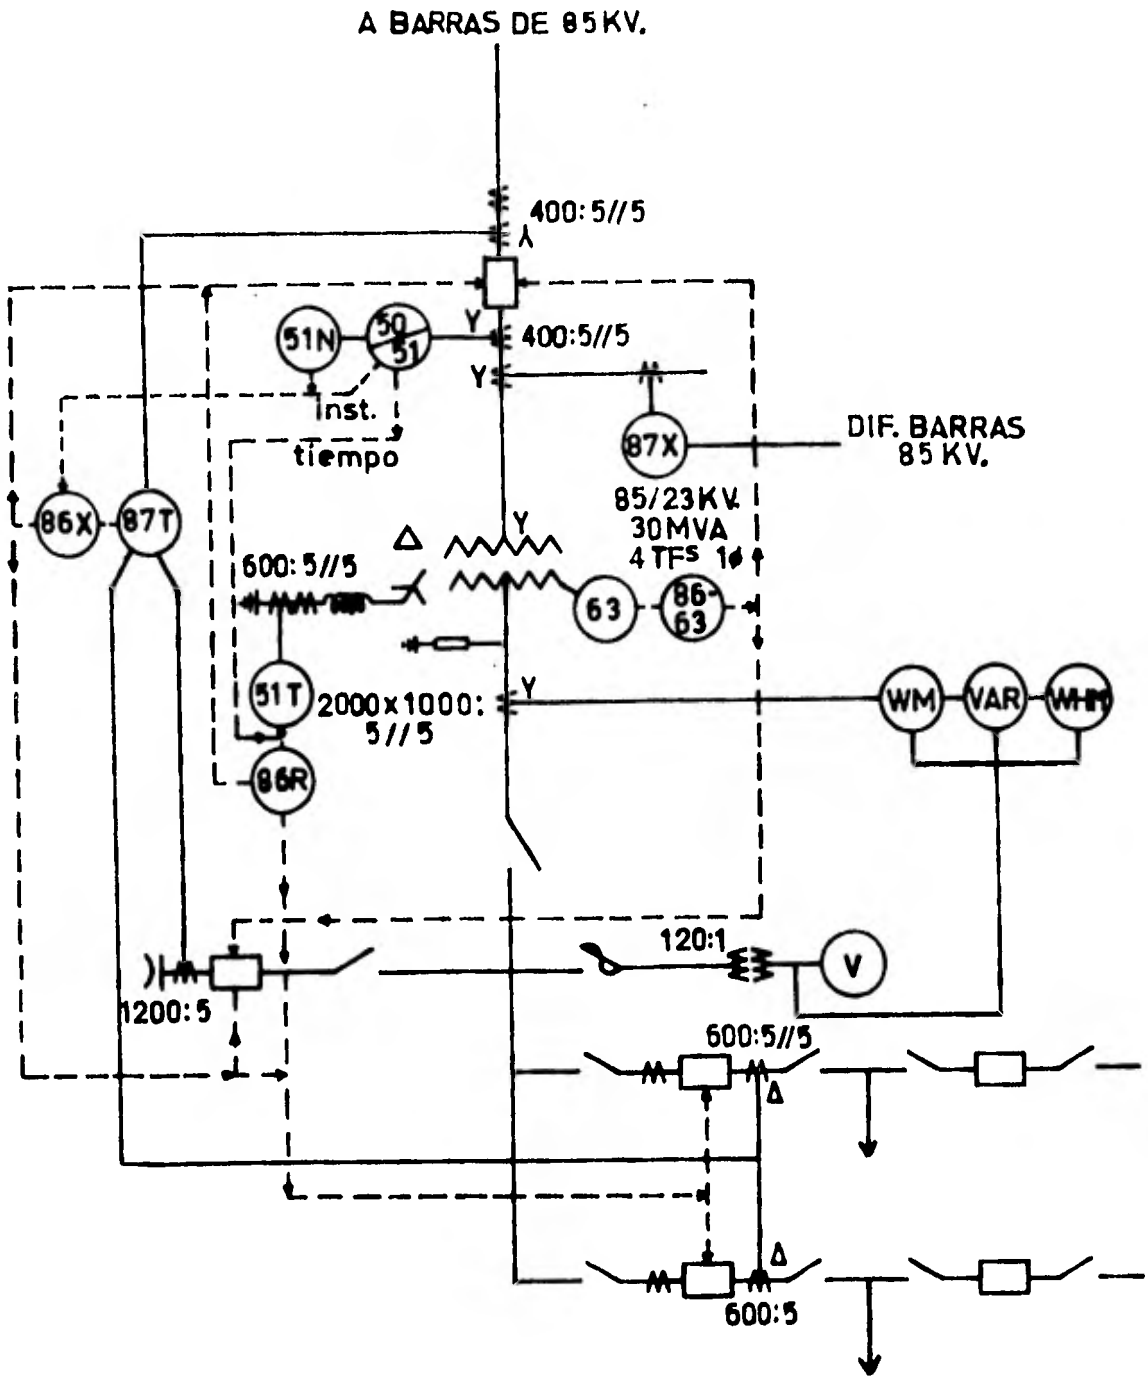 A BARRAS DE 85KV.
400:5//5
Y
51N
50
51
Y
400:5//5
Y
inst.
tiempo
87X
DIF. BARRAS
85 KV.
86X
87T
85/23KV.
30MVA
4 TFS 1ø
Y
Δ
600:5//5
63
86-
63
51T
2000x1000:
5//5
Y
WM
VAR
WHM
86R
120:1
V
1200:5
600:5//5
Δ
Δ
600:5